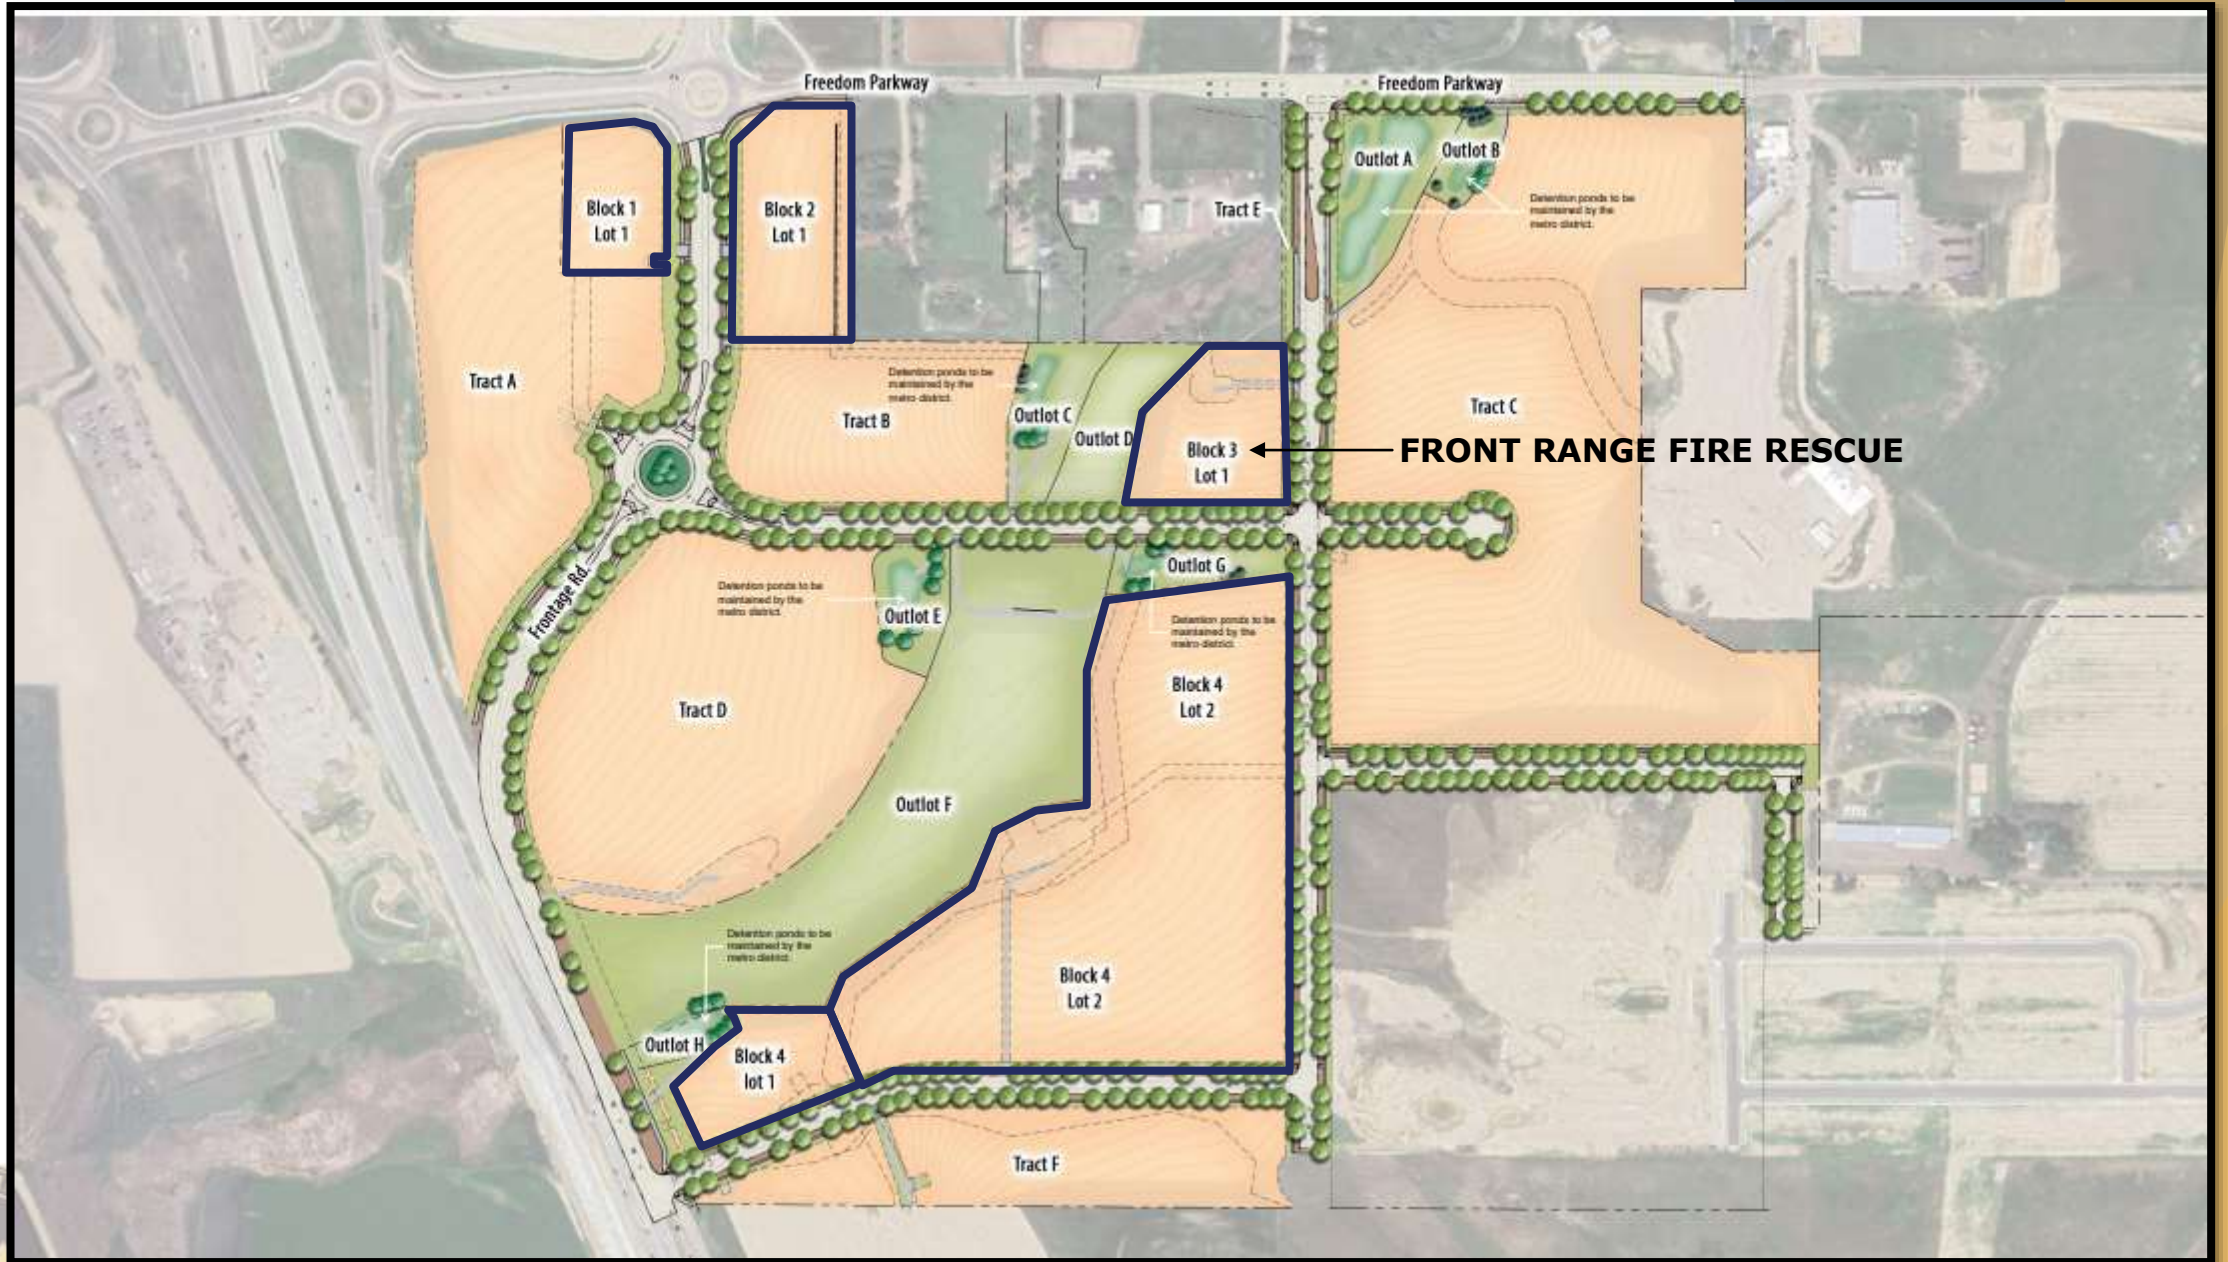 Freedom Parkway
Freedom Parkway
Outlot A
Outlot B
Block 1
Lot 1
Block 2
Lot 1
Tract E
Detention ponds to be
maintained by the
metro district.
Tract A
Detention ponds to be
maintained by the
metro district.
Tract B
Outlot C
Outlot D
Block 3
Lot 1
FRONT RANGE FIRE RESCUE
Tract C
Frontage Rd.
Detention ponds to be
maintained by the
metro district.
Outlot E
Outlot G
Detention ponds to be
maintained by the
metro district.
Block 4
Lot 2
Tract D
Outlot F
Detention ponds to be
maintained by the
metro district.
Block 4
Lot 2
Outlot H
Block 4
lot 1
Tract F